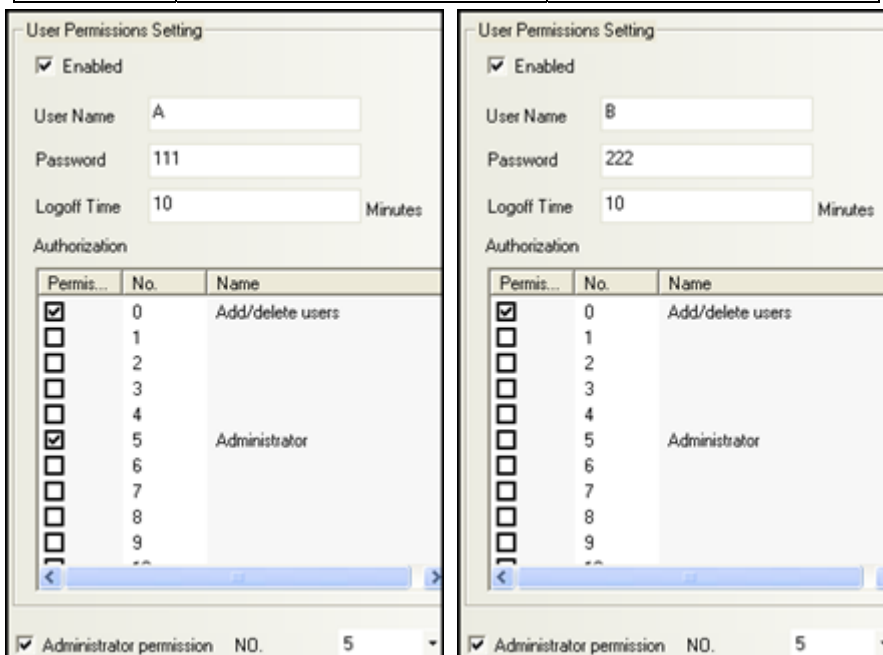 User Permissions Setting
Enabled
User Name A
Password 111
Logoff Time 10 Minutes
Authorization
Permis... No. Name
0 Add/delete users
1
2
3
4
5 Administrator
6
7
8
9
Administrator permission NO. 5
User Permissions Setting
Enabled
User Name B
Password 222
Logoff Time 10 Minutes
Authorization
Permis... No. Name
0 Add/delete users
1
2
3
4
5 Administrator
6
7
8
9
Administrator permission NO. 5